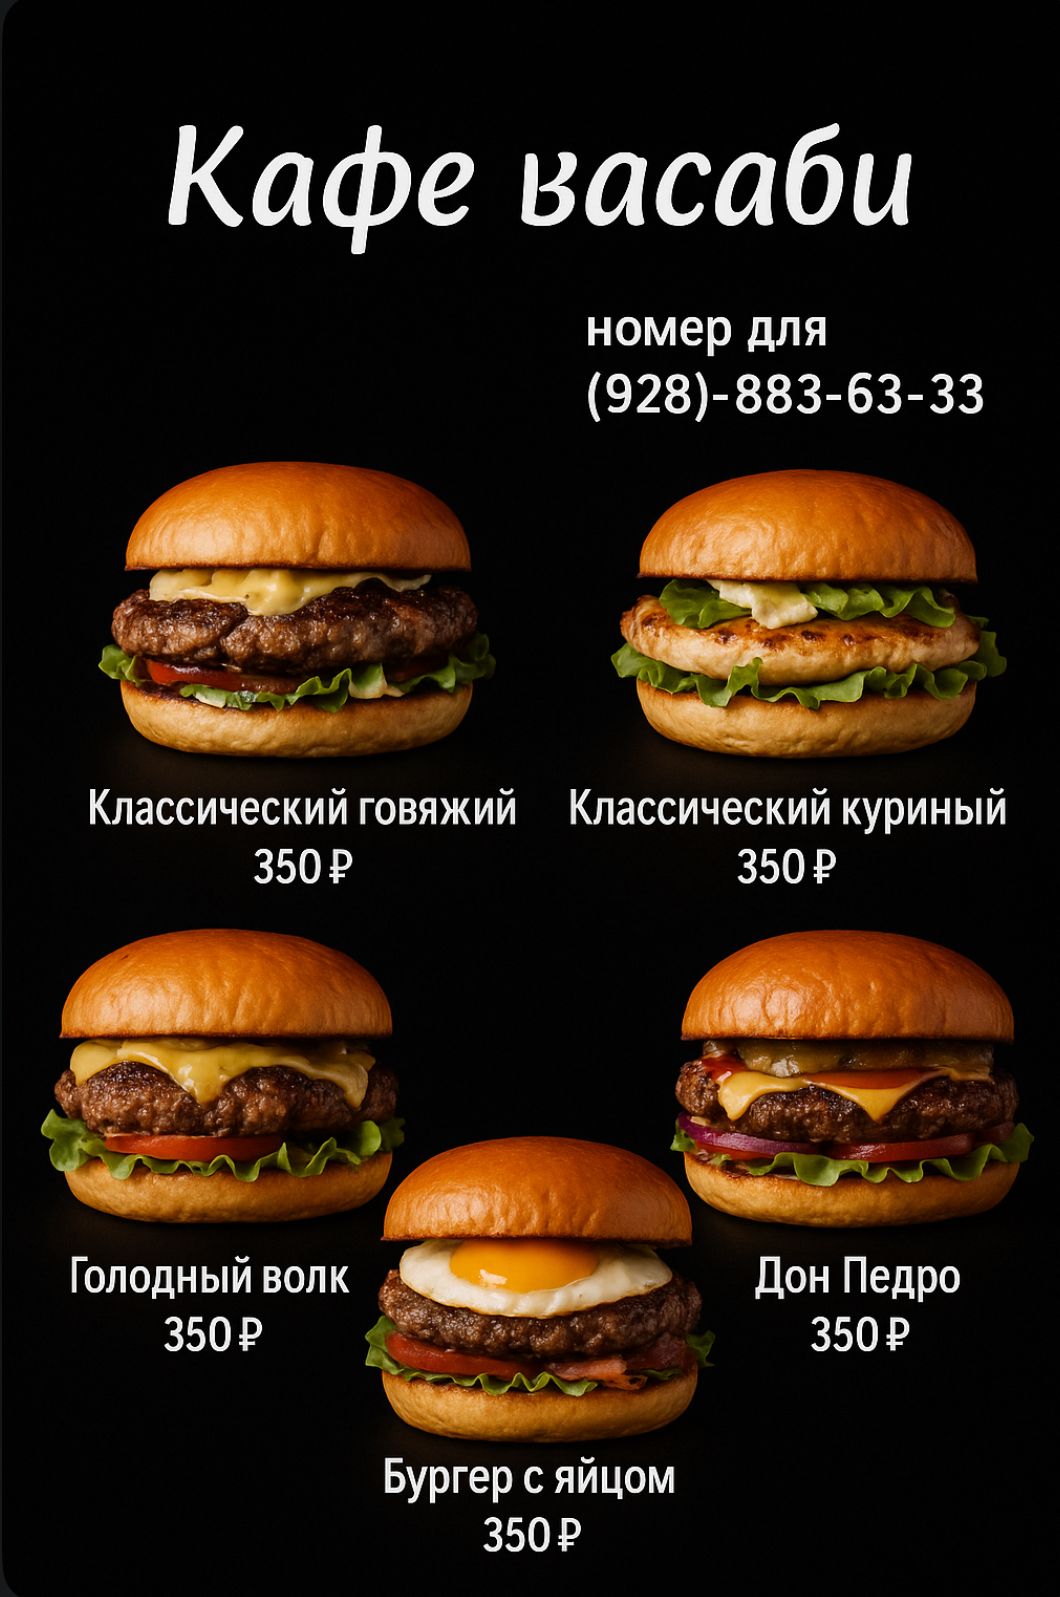 Кафе васаби
номер для
(928)-883-63-33
Классический говяжий
350 ₽
Классический куриный
350 ₽
Голодный волк
350 ₽
Дон Педро
350 ₽
Бургер с яйцом
350 ₽